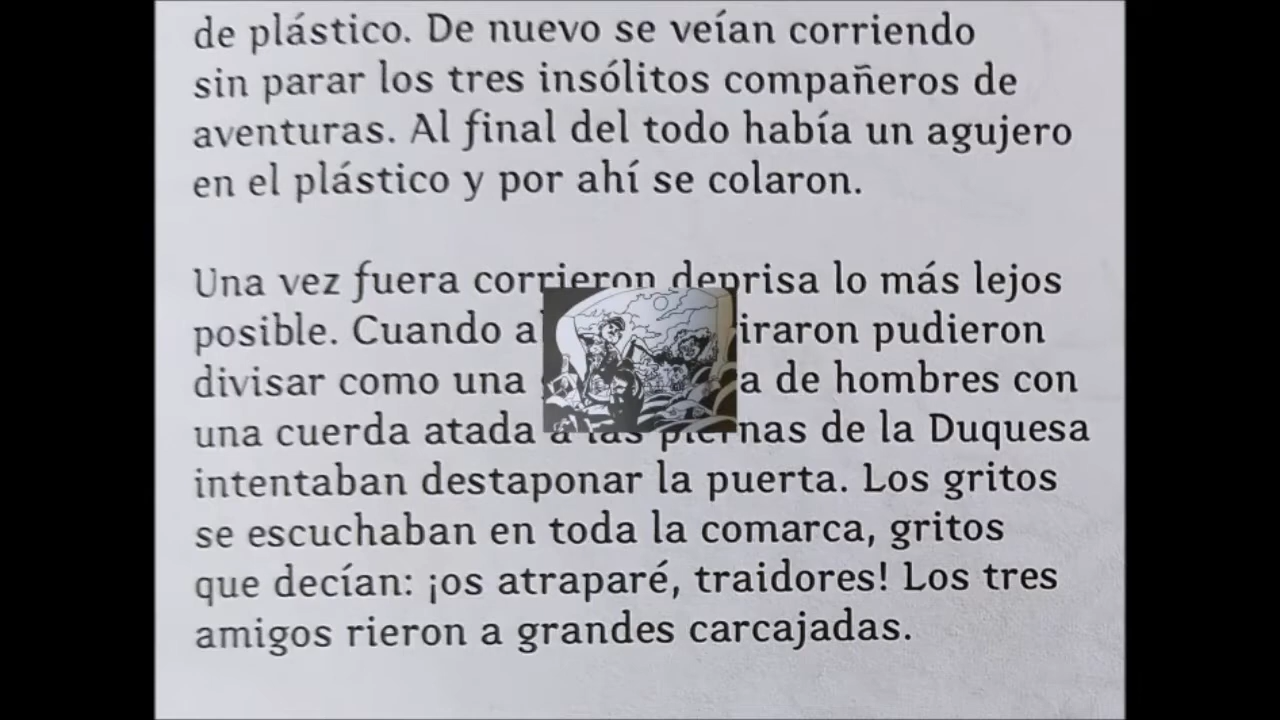 de plástico. De nuevo se veían corriendo
sin parar los tres insólitos compañeros de
aventuras. Al final del todo había un agujero
en el plástico y por ahí se colaron.
Una vez fuera corrieron deprisa lo más lejos
posible. Cuando pudieron
divisar como una de hombres con
una cuerda atada a las piernas de la Duquesa
intentaban destaponar la puerta. Los gritos
se escuchaban en toda la comarca, gritos
que decían: ¡os atraparé, traidores! Los tres
amigos rieron a grandes carcajadas.